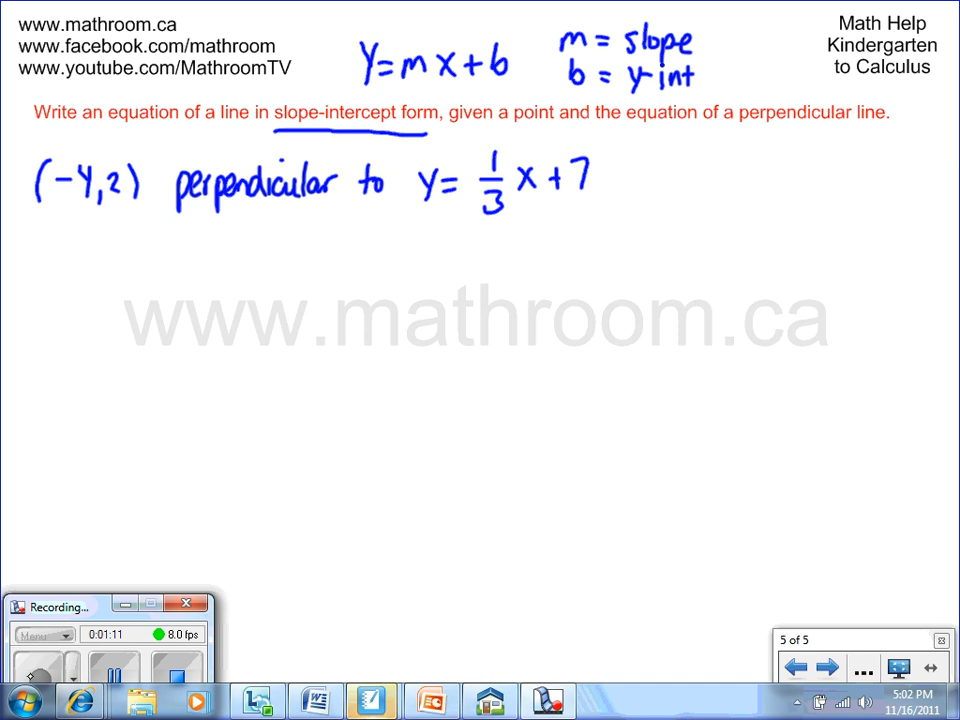 www.mathroom.ca
www.facebook.com/mathroom
www.youtube.com/MathroomTV
Math Help
Kindergarten
to Calculus
y=mx+b
m = slope
b = y-int
Write an equation of a line in slope-intercept form, given a point and the equation of a perpendicular line.
(-4,2) perpendicular to y= 1/3 x +7
www.mathroom.ca
Recording...
Menu
0:01:11
8.0 fps
5 of 5
5:02 PM
11/16/2011